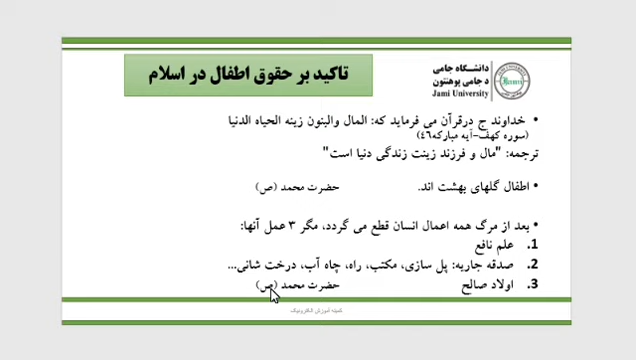 تاکید بر حقوق اطفال در اسلام
دانشگاه جامی
د جامی پوهنتون
Jami University
Jami
• خداوند ج درقرآن می فرماید که: المال والبنون زینه الحیاه الدنیا
(سوره کهف-آیه مبارکه٤٦)
ترجمه: "مال و فرزند زینت زندگی دنیا است"
• اطفال گلهای بهشت اند. حضرت محمد (ص)
• بعد از مرگ همه اعمال انسان قطع می گردد، مگر ۳ عمل آنها:
1. علم نافع
2. صدقه جاریه: پل سازی، مکتب، راه، چاه آب، درخت شانی...
3. اولاد صالح حضرت محمد (ص)
کمیته آموزش الکترونیک